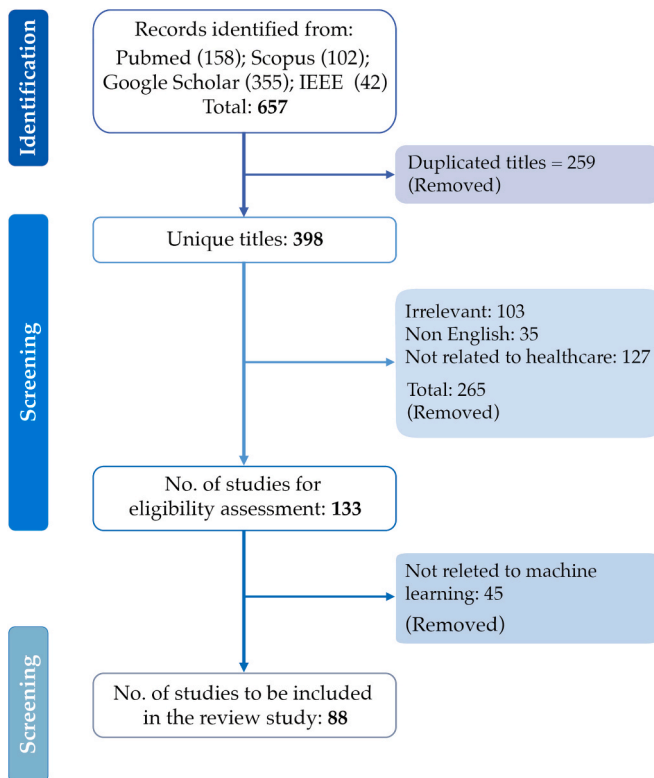 Identification
Records identified from:
Pubmed (158); Scopus (102);
Google Scholar (355); IEEE (42)
Total: 657
Duplicated titles = 259
(Removed)
Screening
Unique titles: 398
Irrelevant: 103
Non English: 35
Not related to healthcare: 127
Total: 265
(Removed)
No. of studies for
eligibility assessment: 133
Not releted to machine
learning: 45
(Removed)
Screening
No. of studies to be included
in the review study: 88